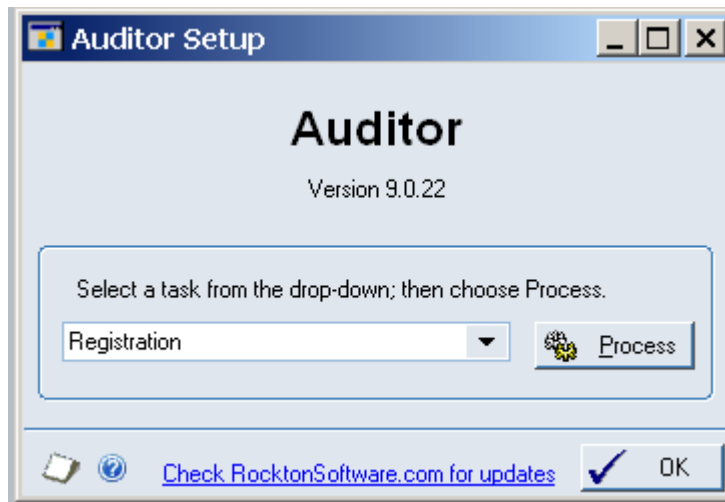 Auditor Setup
Auditor
Version 9.0.22
Select a task from the drop-down; then choose Process.
Registration
Process
Check RocktonSoftware.com for updates
OK